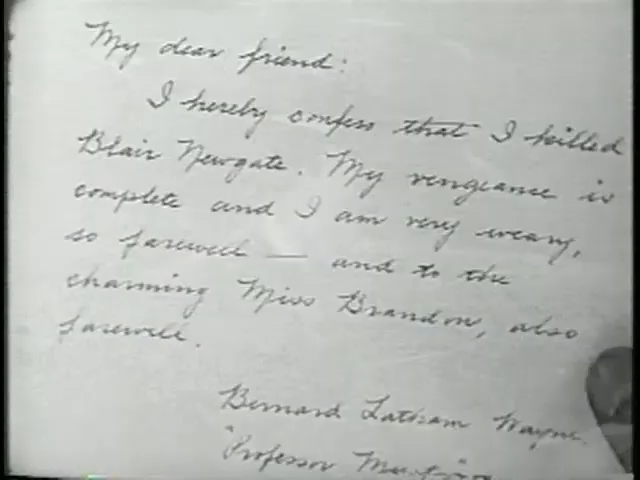 My dear friend:
I hereby confess that I killed
Blair Newgate. My vengeance is
complete and I am very weary,
so farewell — and to the
charming Miss Brandon, also
farewell.
Bernard Latham Wayne.
"Professor